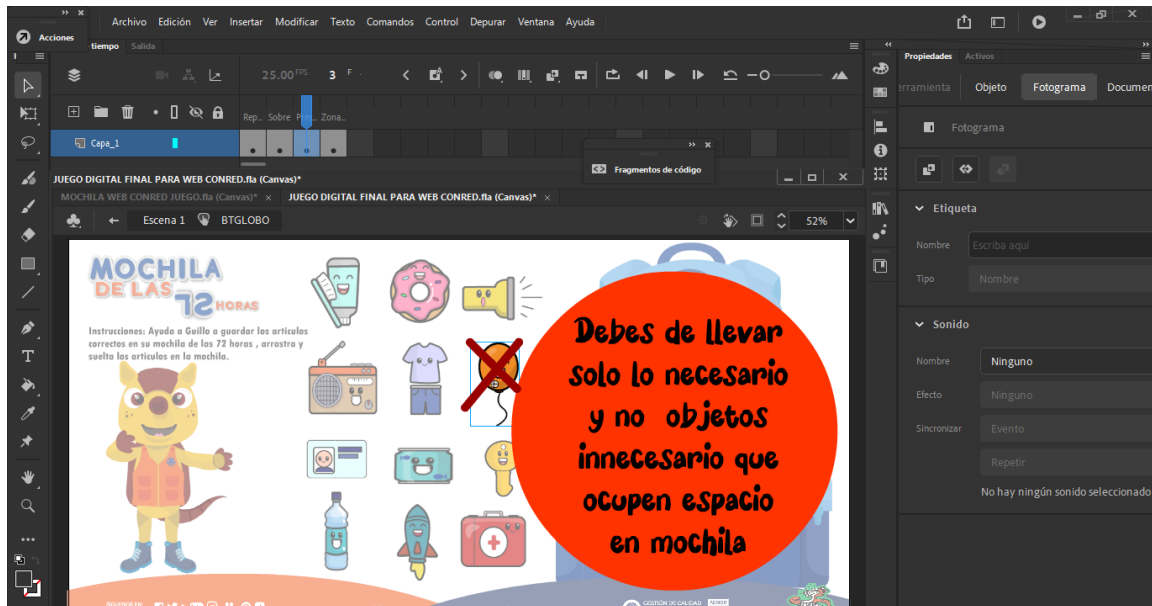 Archivo Edición Ver Insertar Modificar Texto Comandos Control Depurar Ventana Ayuda
Acciones
tiempo Salida
25.00 FPS 3 F
Rep... Sobre Zona...
Capa_1
Fragmentos de código
JUEGO DIGITAL FINAL PARA WEB CONRED.fla (Canvas)*
MOCHILA WEB CONRED JUEGO.fla (Canvas)* × JUEGO DIGITAL FINAL PARA WEB CONRED.fla (Canvas)* ×
Escena 1 BTGLOBO 52%
MOCHILA
DE LAS
72 HORAS
Instrucciones: Ayuda a Guillo a guardar los artículos
correctos en su mochila de las 72 horas , arrastra y
suelta los artículos en la mochila.
Debes de llevar
solo lo necesario
y no objetos
innecesario que
ocupen espacio
en mochila
GESTIÓN DE CALIDAD
Propiedades Activos
erramienta Objeto Fotograma Documen
Fotograma
Etiqueta
Nombre Escriba aquí
Tipo Nombre
Sonido
Nombre Ninguno
Efecto Ninguno
Sincronizar Evento
Repetir
No hay ningún sonido seleccionado